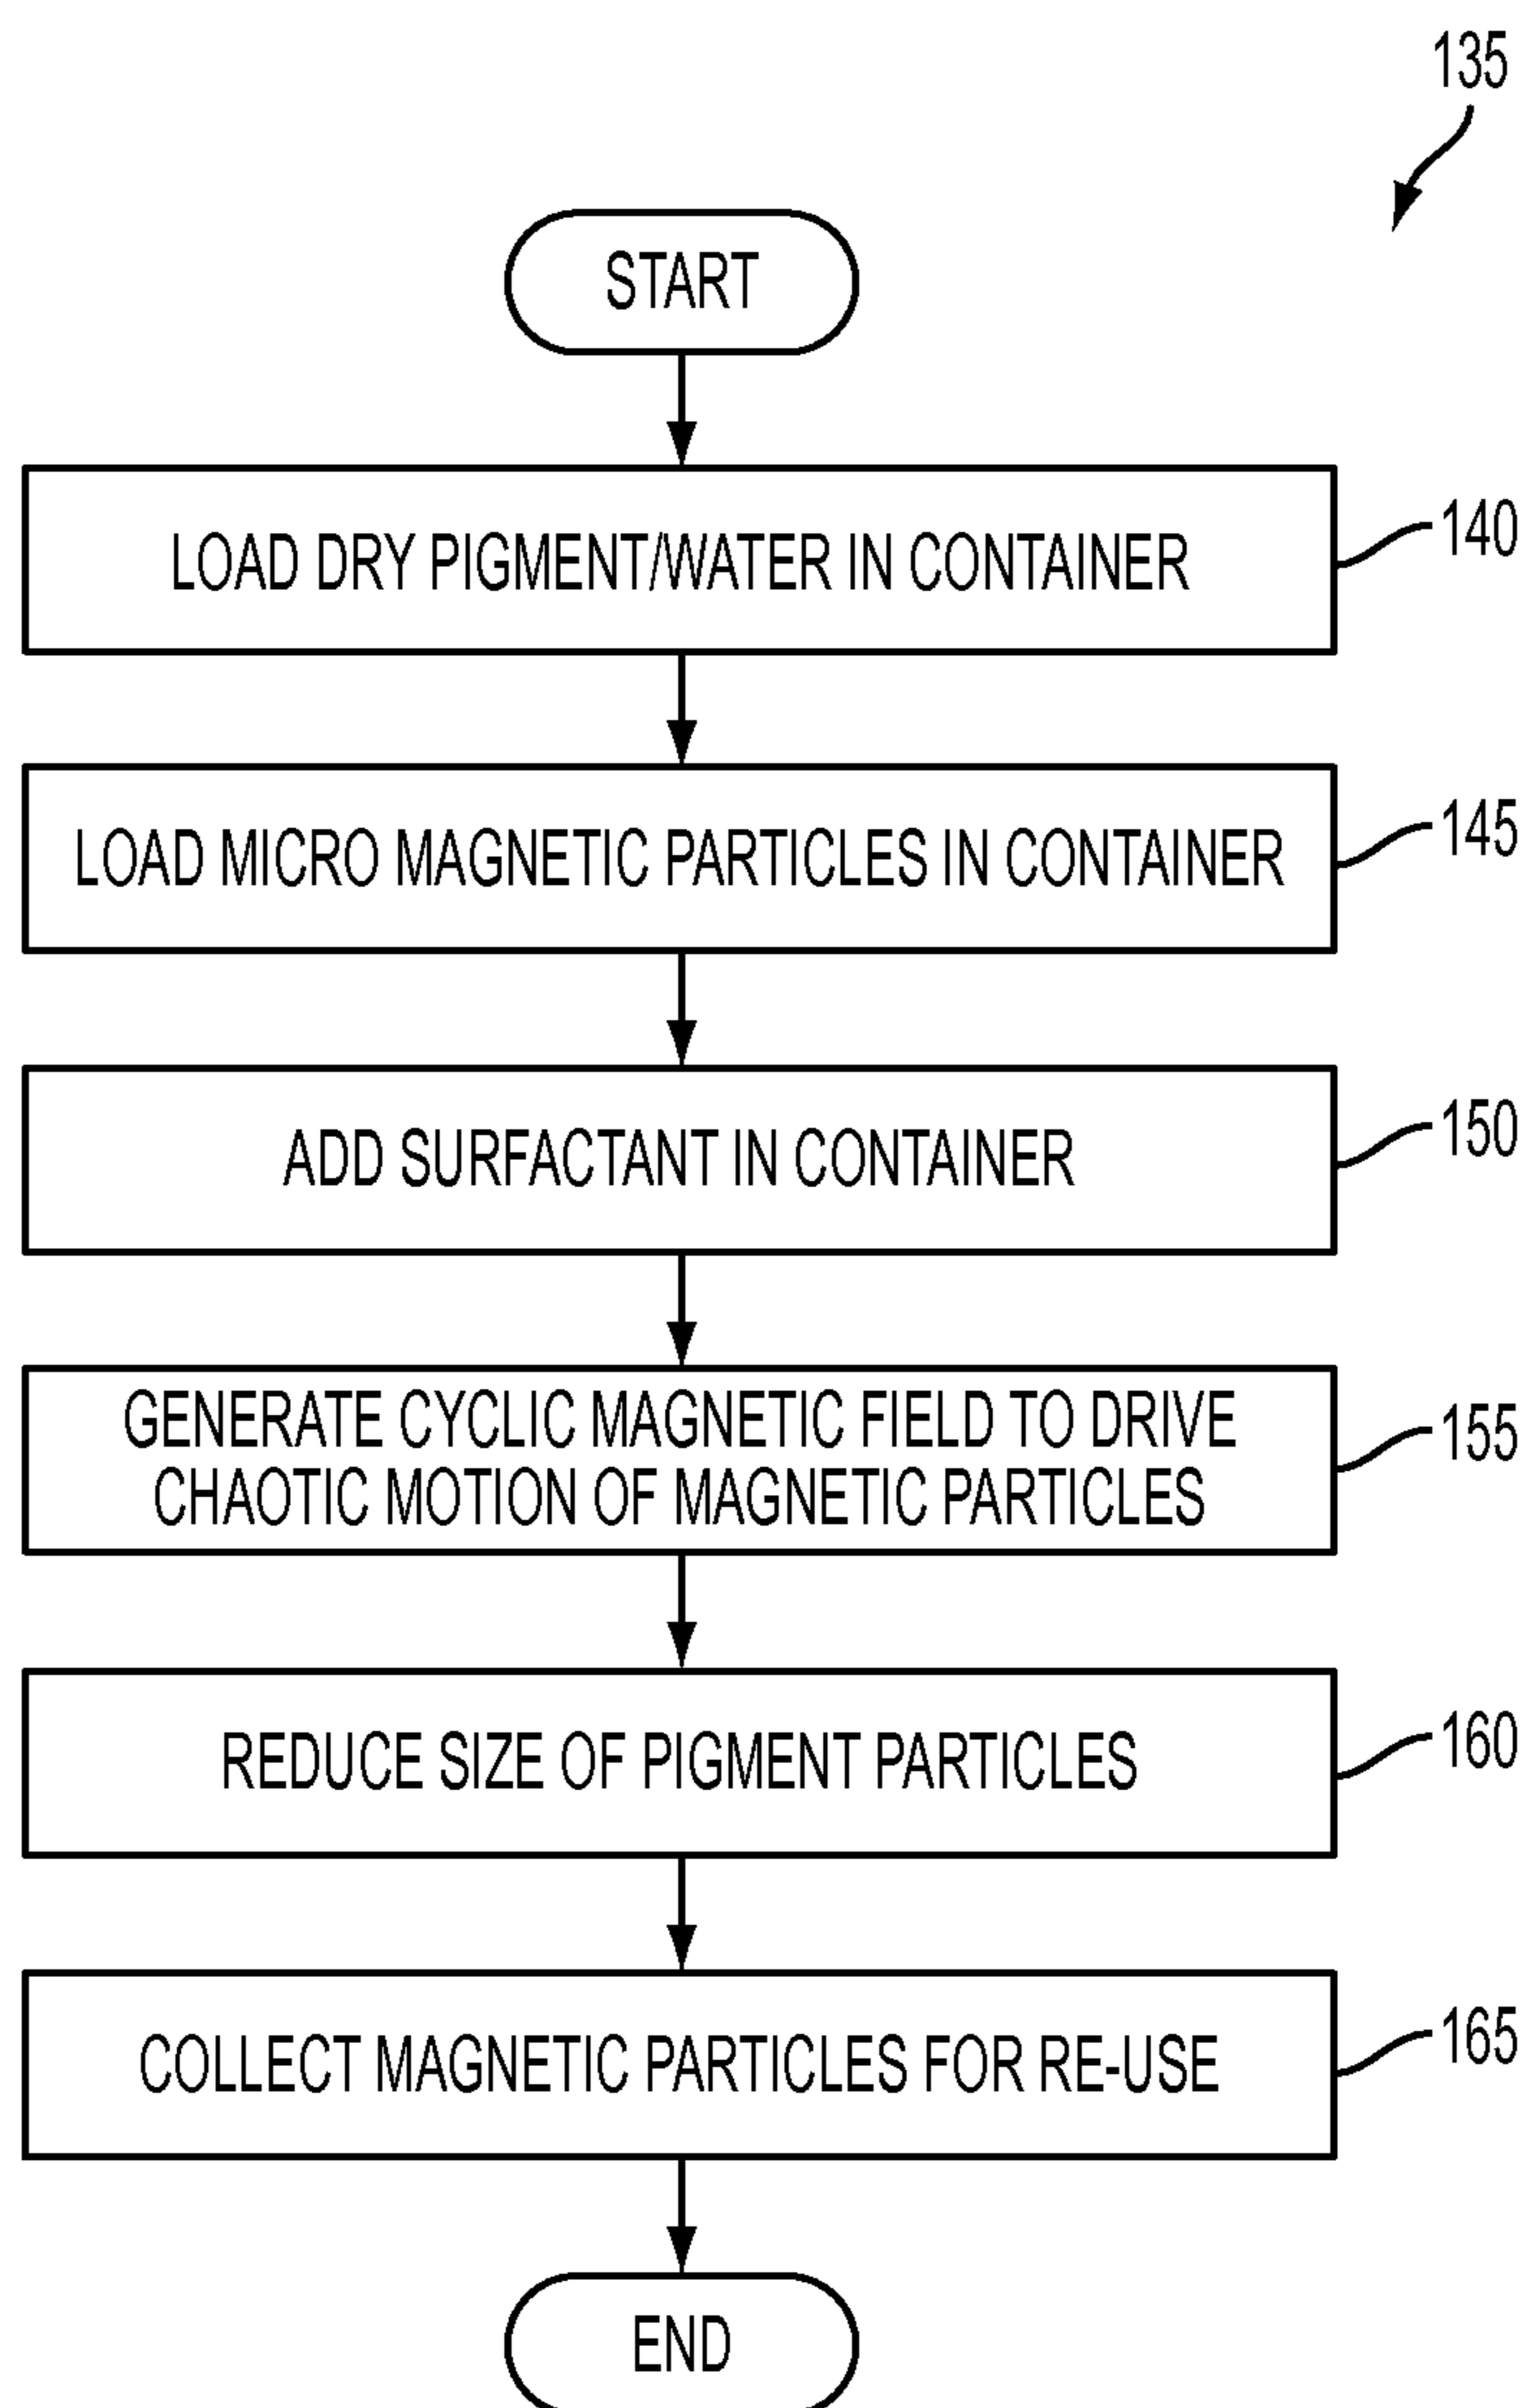 135
START
LOAD DRY PIGMENT/WATER IN CONTAINER
140
LOAD MICRO MAGNETIC PARTICLES IN CONTAINER
145
ADD SURFACTANT IN CONTAINER
150
GENERATE CYCLIC MAGNETIC FIELD TO DRIVE
CHAOTIC MOTION OF MAGNETIC PARTICLES
155
REDUCE SIZE OF PIGMENT PARTICLES
160
COLLECT MAGNETIC PARTICLES FOR RE-USE
165
END